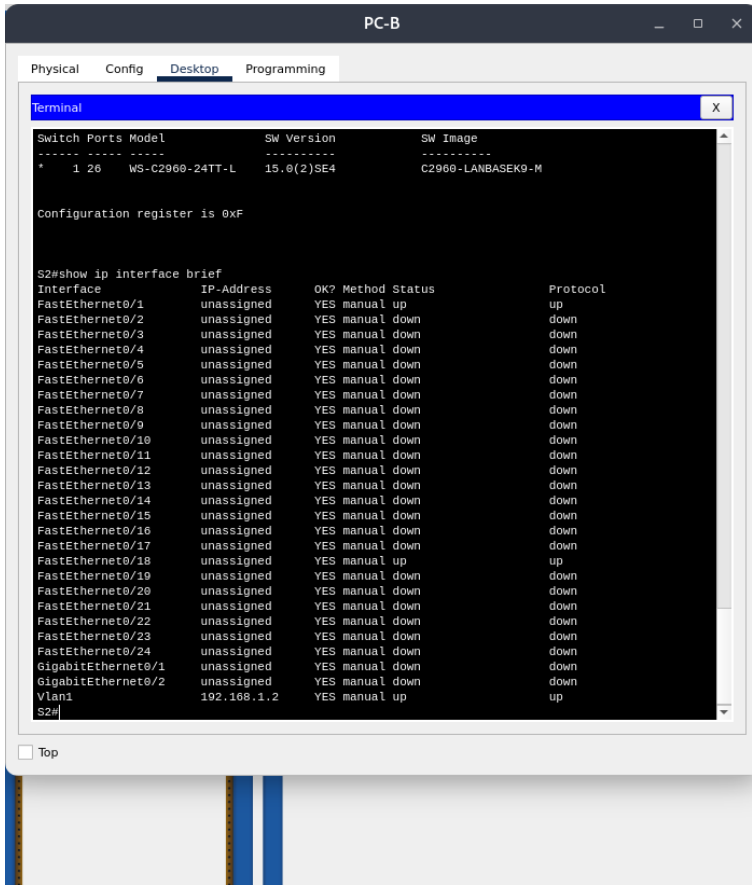 PC-B
Physical Config Desktop Programming
Terminal X
Switch Ports Model SW Version SW Image
------ ----- ----- ---------- ----------
* 1 26 WS-C2960-24TT-L 15.0(2)SE4 C2960-LANBASEK9-M
Configuration register is 0xF
S2#show ip interface brief
Interface IP-Address OK? Method Status Protocol
FastEthernet0/1 unassigned YES manual up up
FastEthernet0/2 unassigned YES manual down down
FastEthernet0/3 unassigned YES manual down down
FastEthernet0/4 unassigned YES manual down down
FastEthernet0/5 unassigned YES manual down down
FastEthernet0/6 unassigned YES manual down down
FastEthernet0/7 unassigned YES manual down down
FastEthernet0/8 unassigned YES manual down down
FastEthernet0/9 unassigned YES manual down down
FastEthernet0/10 unassigned YES manual down down
FastEthernet0/11 unassigned YES manual down down
FastEthernet0/12 unassigned YES manual down down
FastEthernet0/13 unassigned YES manual down down
FastEthernet0/14 unassigned YES manual down down
FastEthernet0/15 unassigned YES manual down down
FastEthernet0/16 unassigned YES manual down down
FastEthernet0/17 unassigned YES manual down down
FastEthernet0/18 unassigned YES manual up up
FastEthernet0/19 unassigned YES manual down down
FastEthernet0/20 unassigned YES manual down down
FastEthernet0/21 unassigned YES manual down down
FastEthernet0/22 unassigned YES manual down down
FastEthernet0/23 unassigned YES manual down down
FastEthernet0/24 unassigned YES manual down down
GigabitEthernet0/1 unassigned YES manual down down
GigabitEthernet0/2 unassigned YES manual down down
Vlan1 192.168.1.2 YES manual up up
S2#
Top